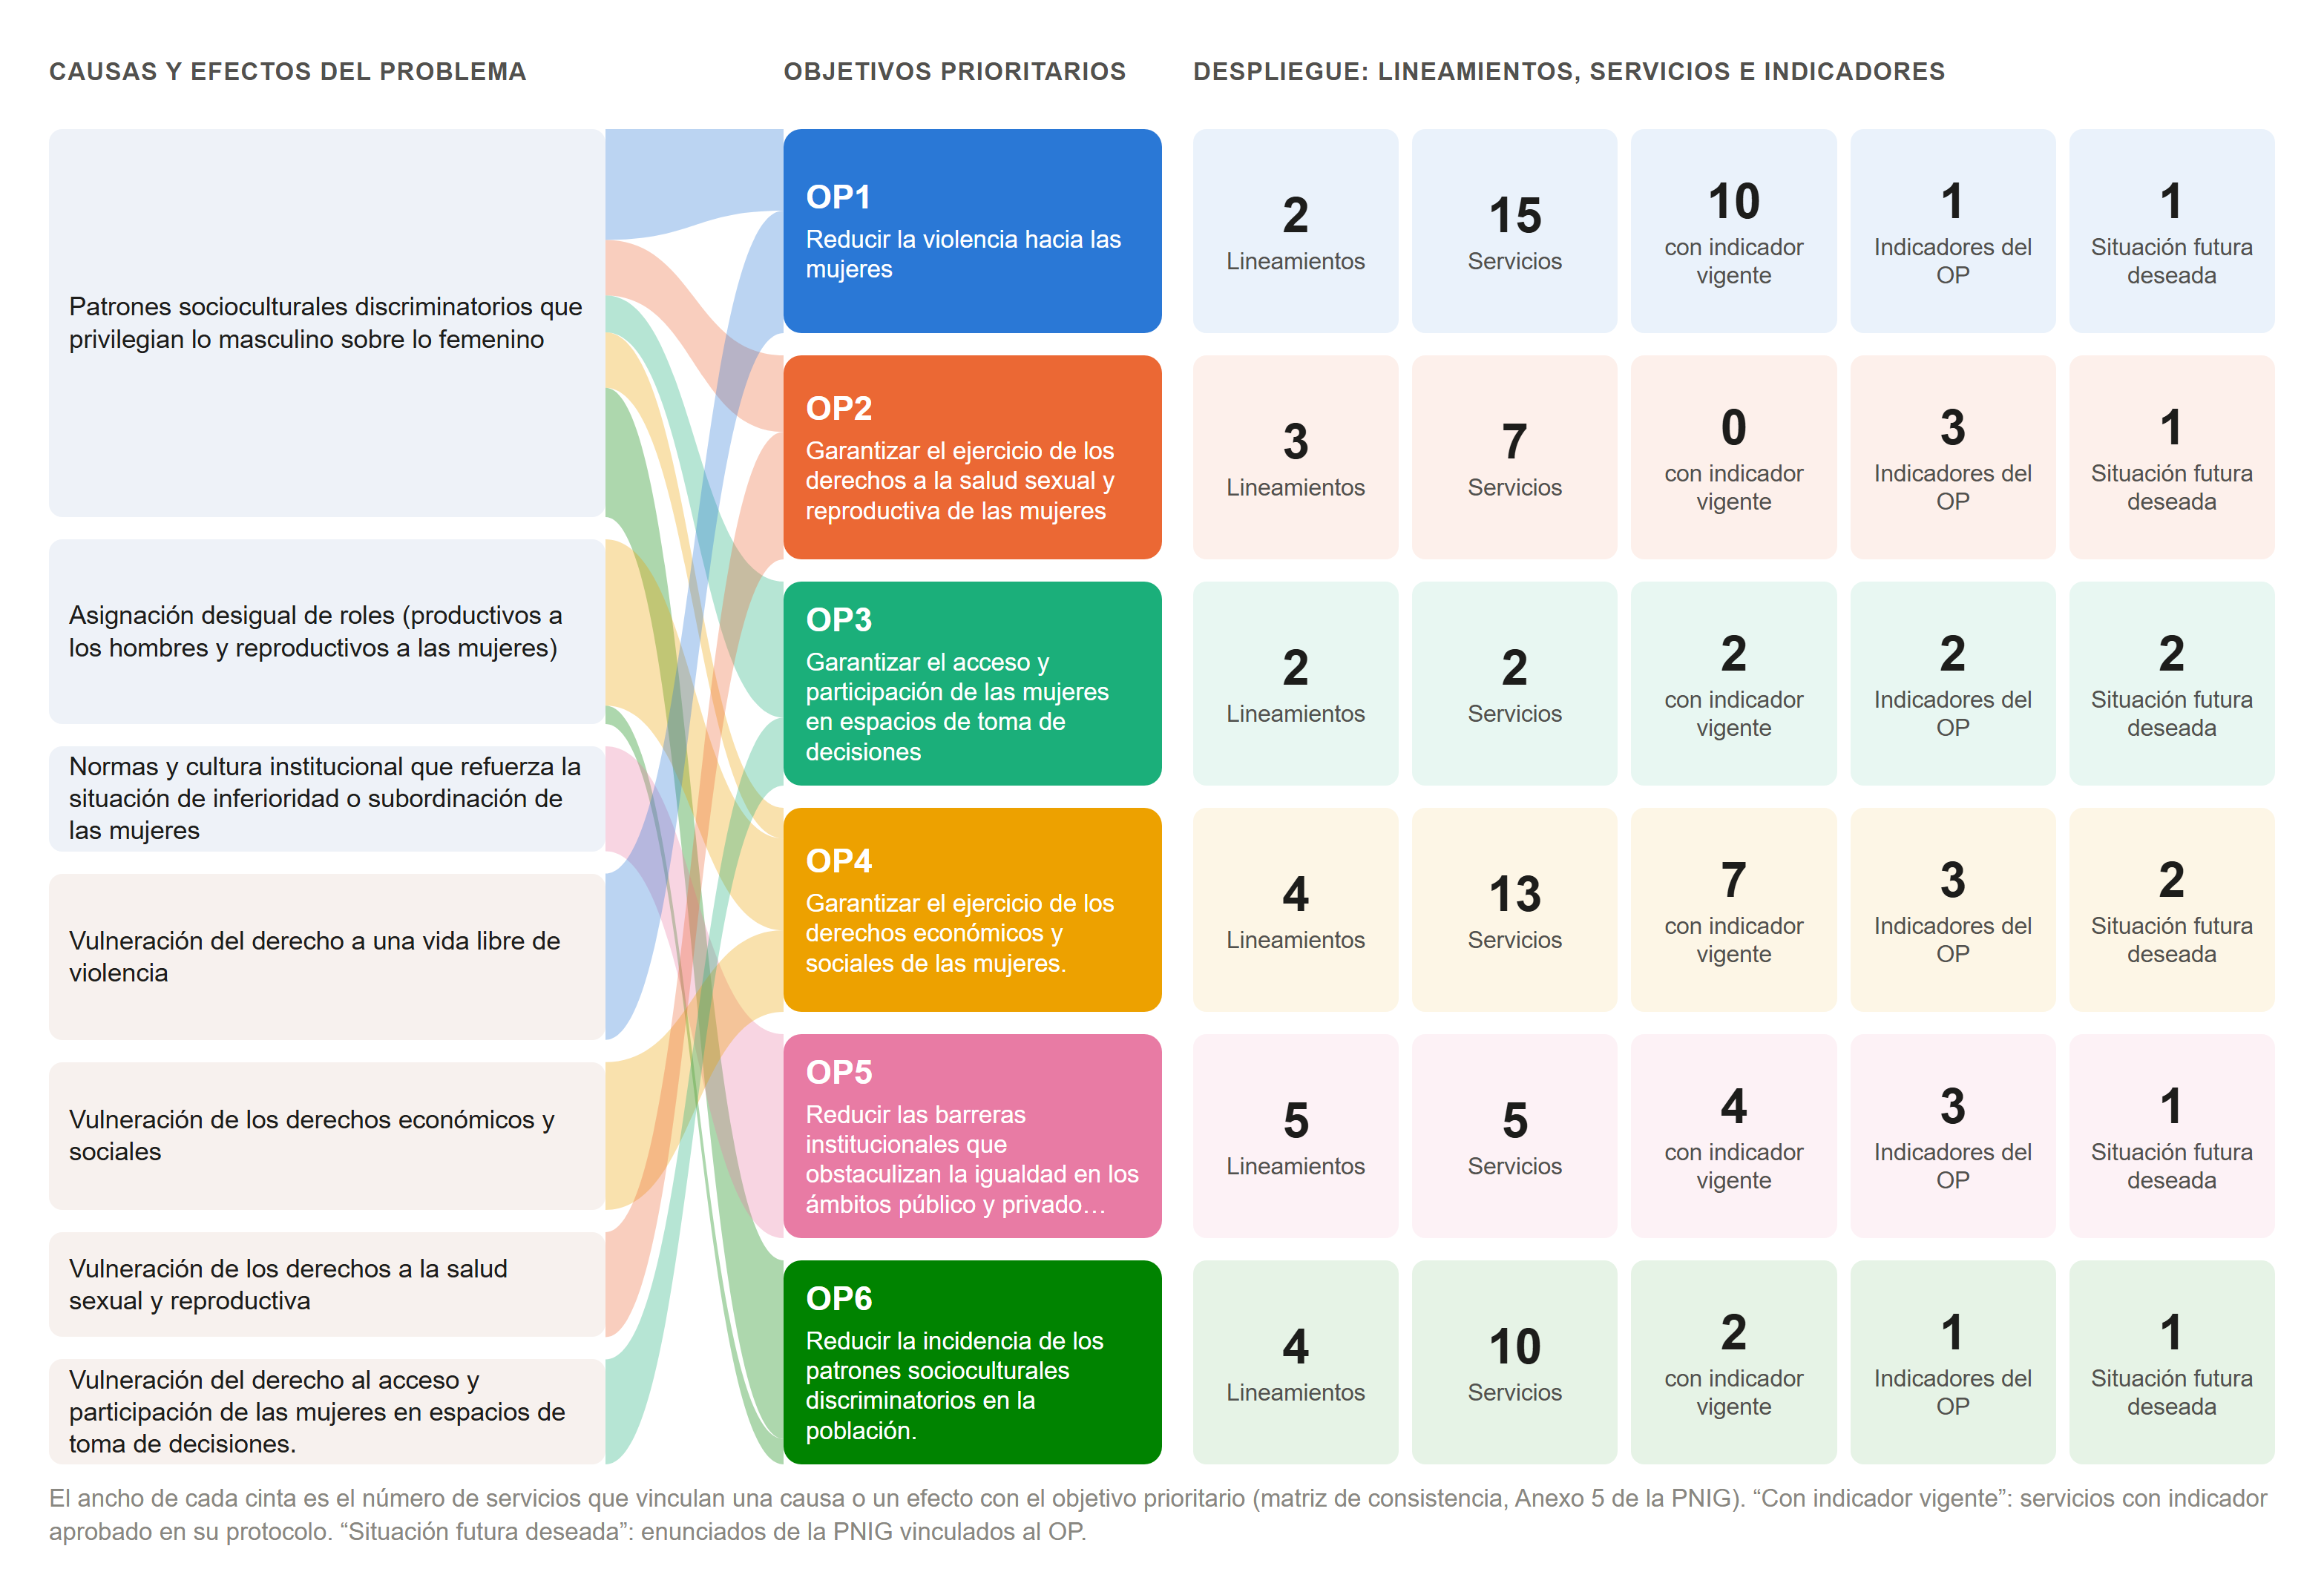 CAUSAS Y EFECTOS DEL PROBLEMA
OBJETIVOS PRIORITARIOS
DESPLIEGUE: LINEAMIENTOS, SERVICIOS E INDICADORES
Patrones socioculturales discriminatorios que
privilegian lo masculino sobre lo femenino
Asignación desigual de roles (productivos a
los hombres y reproductivos a las mujeres)
Normas y cultura institucional que refuerza la
situación de inferioridad o subordinación de
las mujeres
Vulneración del derecho a una vida libre de
violencia
Vulneración de los derechos económicos y
sociales
Vulneración de los derechos a la salud
sexual y reproductiva
Vulneración del derecho al acceso y
participación de las mujeres en espacios de
toma de decisiones.
OP1
Reducir la violencia hacia las
mujeres
2
Lineamientos
15
Servicios
10
con indicador
vigente
1
Indicadores del
OP
1
Situación futura
deseada
OP2
Garantizar el ejercicio de los
derechos a la salud sexual y
reproductiva de las mujeres
3
Lineamientos
7
Servicios
0
con indicador
vigente
3
Indicadores del
OP
1
Situación futura
deseada
OP3
Garantizar el acceso y
participación de las mujeres
en espacios de toma de
decisiones
2
Lineamientos
2
Servicios
2
con indicador
vigente
2
Indicadores del
OP
2
Situación futura
deseada
OP4
Garantizar el ejercicio de los
derechos económicos y
sociales de las mujeres.
4
Lineamientos
13
Servicios
7
con indicador
vigente
3
Indicadores del
OP
2
Situación futura
deseada
OP5
Reducir las barreras
institucionales que
obstaculizan la igualdad en los
ámbitos público y privado…
5
Lineamientos
5
Servicios
4
con indicador
vigente
3
Indicadores del
OP
1
Situación futura
deseada
OP6
Reducir la incidencia de los
patrones socioculturales
discriminatorios en la
población.
4
Lineamientos
10
Servicios
2
con indicador
vigente
1
Indicadores del
OP
1
Situación futura
deseada
El ancho de cada cinta es el número de servicios que vinculan una causa o un efecto con el objetivo prioritario (matriz de consistencia, Anexo 5 de la PNIG). “Con indicador vigente”: servicios con indicador
aprobado en su protocolo. “Situación futura deseada”: enunciados de la PNIG vinculados al OP.